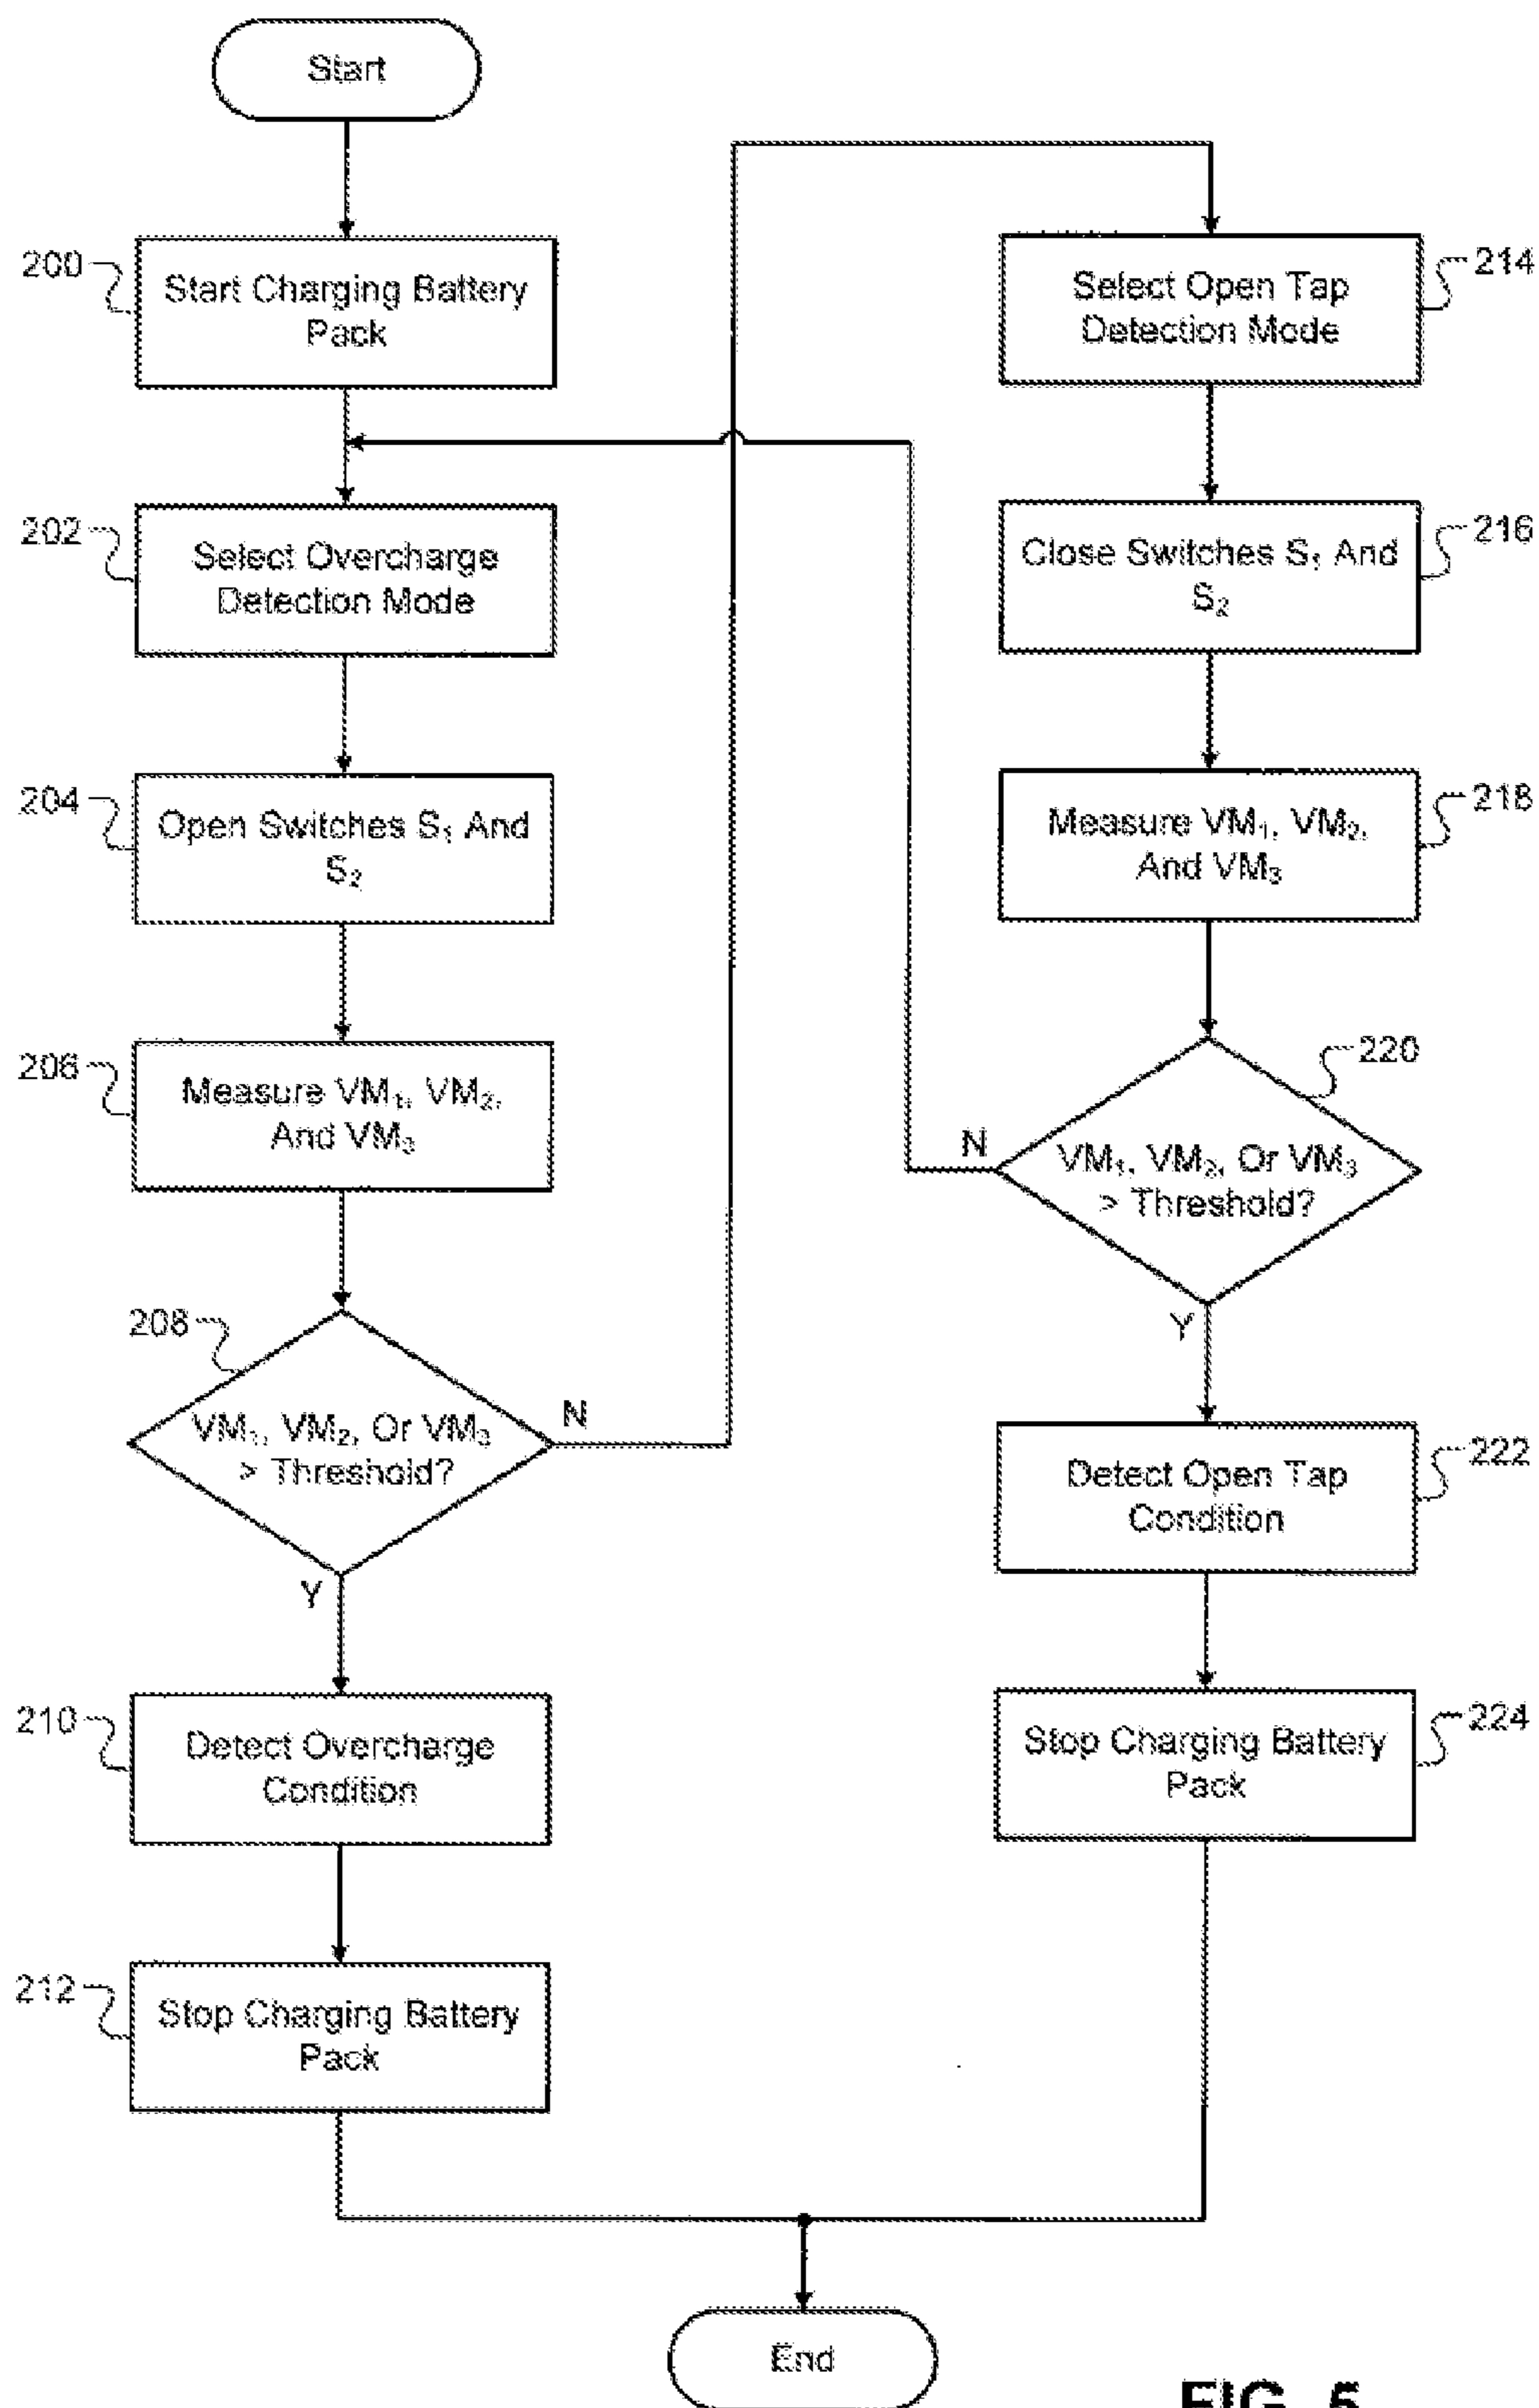 Start
200
Start Charging Battery
Pack
202
Select Overcharge
Detection Mode
204
Open Switches S₁ And
S₂
206
Measure VM₁, VM₂,
And VM₃
208
VM₁, VM₂, Or VM₃
> Threshold?
N
Y
210
Detect Overcharge
Condition
212
Stop Charging Battery
Pack
214
Select Open Tap
Detection Mode
216
Close Switches S₁ And
S₂
218
Measure VM₁, VM₂,
And VM₃
220
VM₁, VM₂, Or VM₃
> Threshold?
N
Y
222
Detect Open Tap
Condition
224
Stop Charging Battery
Pack
End
FIG. 5